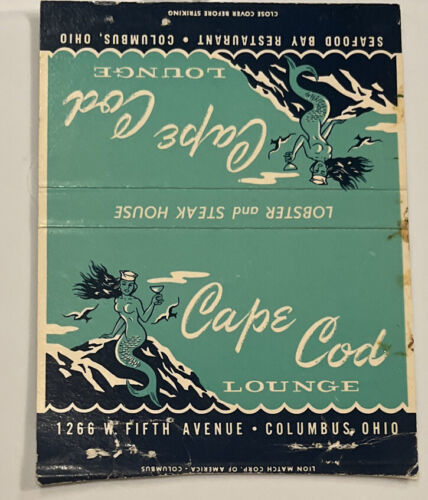 CLOSE COVER BEFORE STRIKING
SEAFOOD BAY RESTAURANT • COLUMBUS, OHIO
Cape Cod
LOUNGE
LOBSTER and STEAK HOUSE
Cape Cod
LOUNGE
1266 W. FIFTH AVENUE • COLUMBUS, OHIO
LION MATCH CORP. OF AMERICA - COLUMBUS